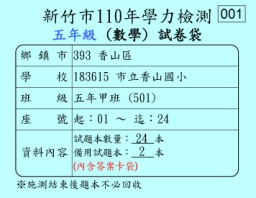 新竹市110年學力檢測 001
五年級 (數學) 試卷袋
鄉鎮市 393 香山區
學校 183615 市立香山國小
班級 五年甲班 (501)
座號 起：01 ～ 迄：24
資料內容 試題本數量：24 本
備用試題本：2 本
(內含答案卡袋)
※施測結束後題本不必回收